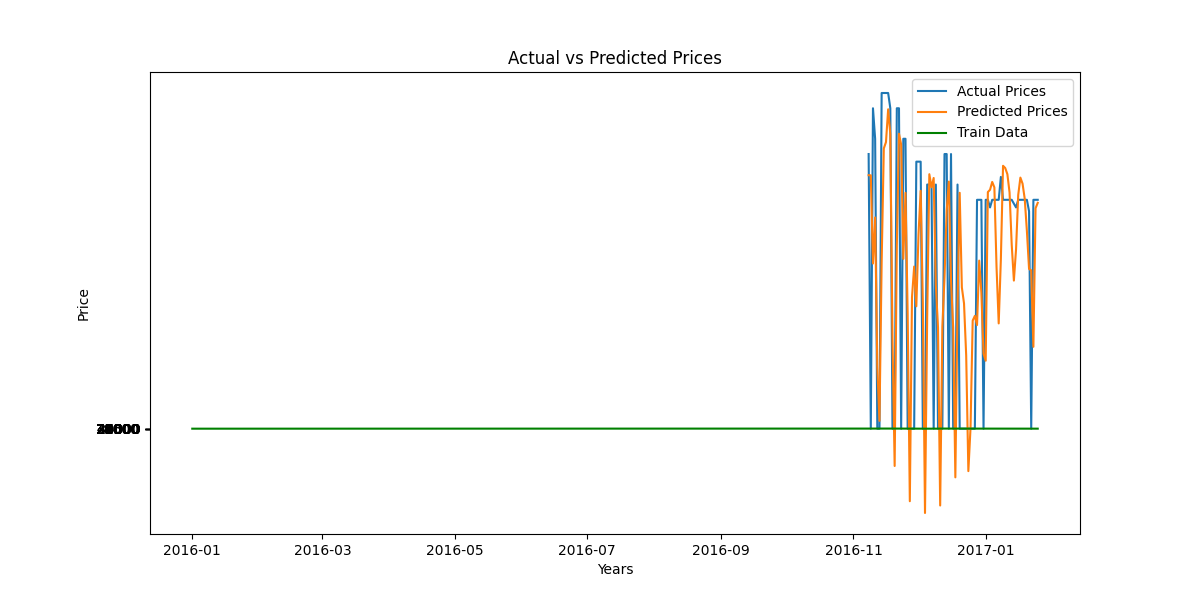 Actual vs Predicted Prices
Actual Prices
Predicted Prices
Train Data
Price
2016-01
2016-03
2016-05
2016-07
2016-09
2016-11
2017-01
Years